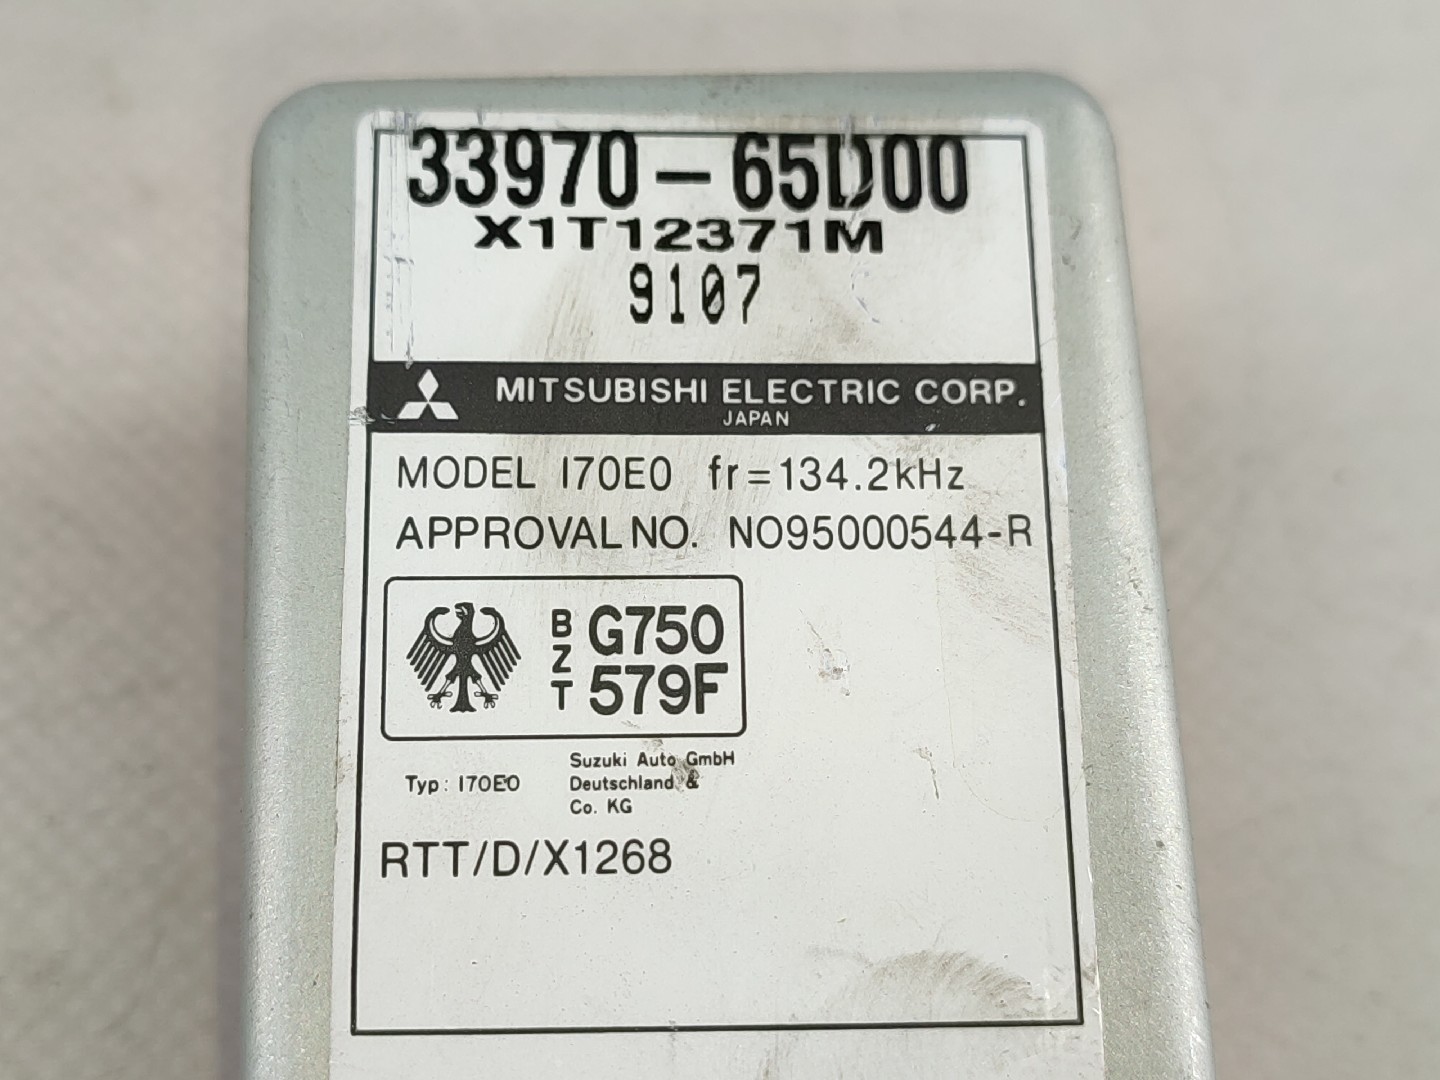 33970-65D00
X1T12371M
9107
MITSUBISHI ELECTRIC CORP.
JAPAN
MODEL I70E0 fr=134.2kHz
APPROVAL NO. NO95000544-R
BZT
G750
579F
Typ: I70E0
Suzuki Auto GmbH
Deutschland &
Co. KG
RTT/D/X1268